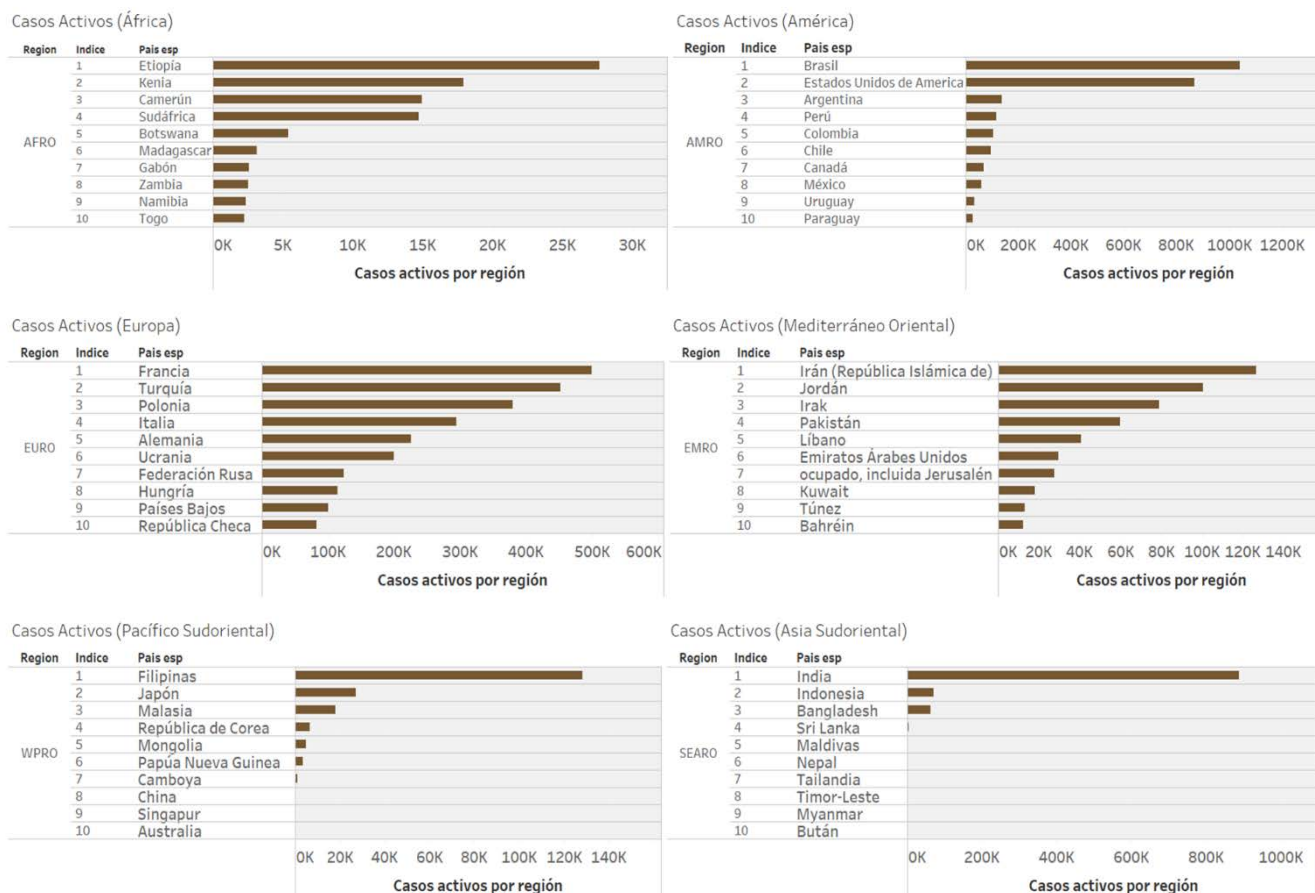 Casos Activos (África)
Region Indice Pais esp
AFRO
1 Etiopía
2 Kenia
3 Camerún
4 Sudáfrica
5 Botswana
6 Madagascar
7 Gabón
8 Zambia
9 Namibia
10 Togo
0K 5K 10K 15K 20K 25K 30K
Casos activos por región
Casos Activos (América)
Region Indice Pais esp
AMRO
1 Brasil
2 Estados Unidos de America
3 Argentina
4 Perú
5 Colombia
6 Chile
7 Canadá
8 México
9 Uruguay
10 Paraguay
0K 200K 400K 600K 800K 1000K 1200K
Casos activos por región
Casos Activos (Europa)
Region Indice Pais esp
EURO
1 Francia
2 Turquía
3 Polonia
4 Italia
5 Alemania
6 Ucrania
7 Federación Rusa
8 Hungría
9 Países Bajos
10 República Checa
0K 100K 200K 300K 400K 500K 600K
Casos activos por región
Casos Activos (Mediterráneo Oriental)
Region Indice Pais esp
EMRO
1 Irán (República Islámica de)
2 Jordán
3 Irak
4 Pakistán
5 Líbano
6 Emiratos Árabes Unidos
7 ocupado, incluida Jerusalén
8 Kuwait
9 Túnez
10 Bahréin
0K 20K 40K 60K 80K 100K 120K 140K
Casos activos por región
Casos Activos (Pacífico Sudoriental)
Region Indice Pais esp
WPRO
1 Filipinas
2 Japón
3 Malasia
4 República de Corea
5 Mongolia
6 Papúa Nueva Guinea
7 Camboya
8 China
9 Singapur
10 Australia
0K 20K 40K 60K 80K 100K 120K 140K
Casos activos por región
Casos Activos (Asia Sudoriental)
Region Indice Pais esp
SEARO
1 India
2 Indonesia
3 Bangladesh
4 Sri Lanka
5 Maldivas
6 Nepal
7 Tailandia
8 Timor-Leste
9 Myanmar
10 Bután
0K 200K 400K 600K 800K 1000K
Casos activos por región